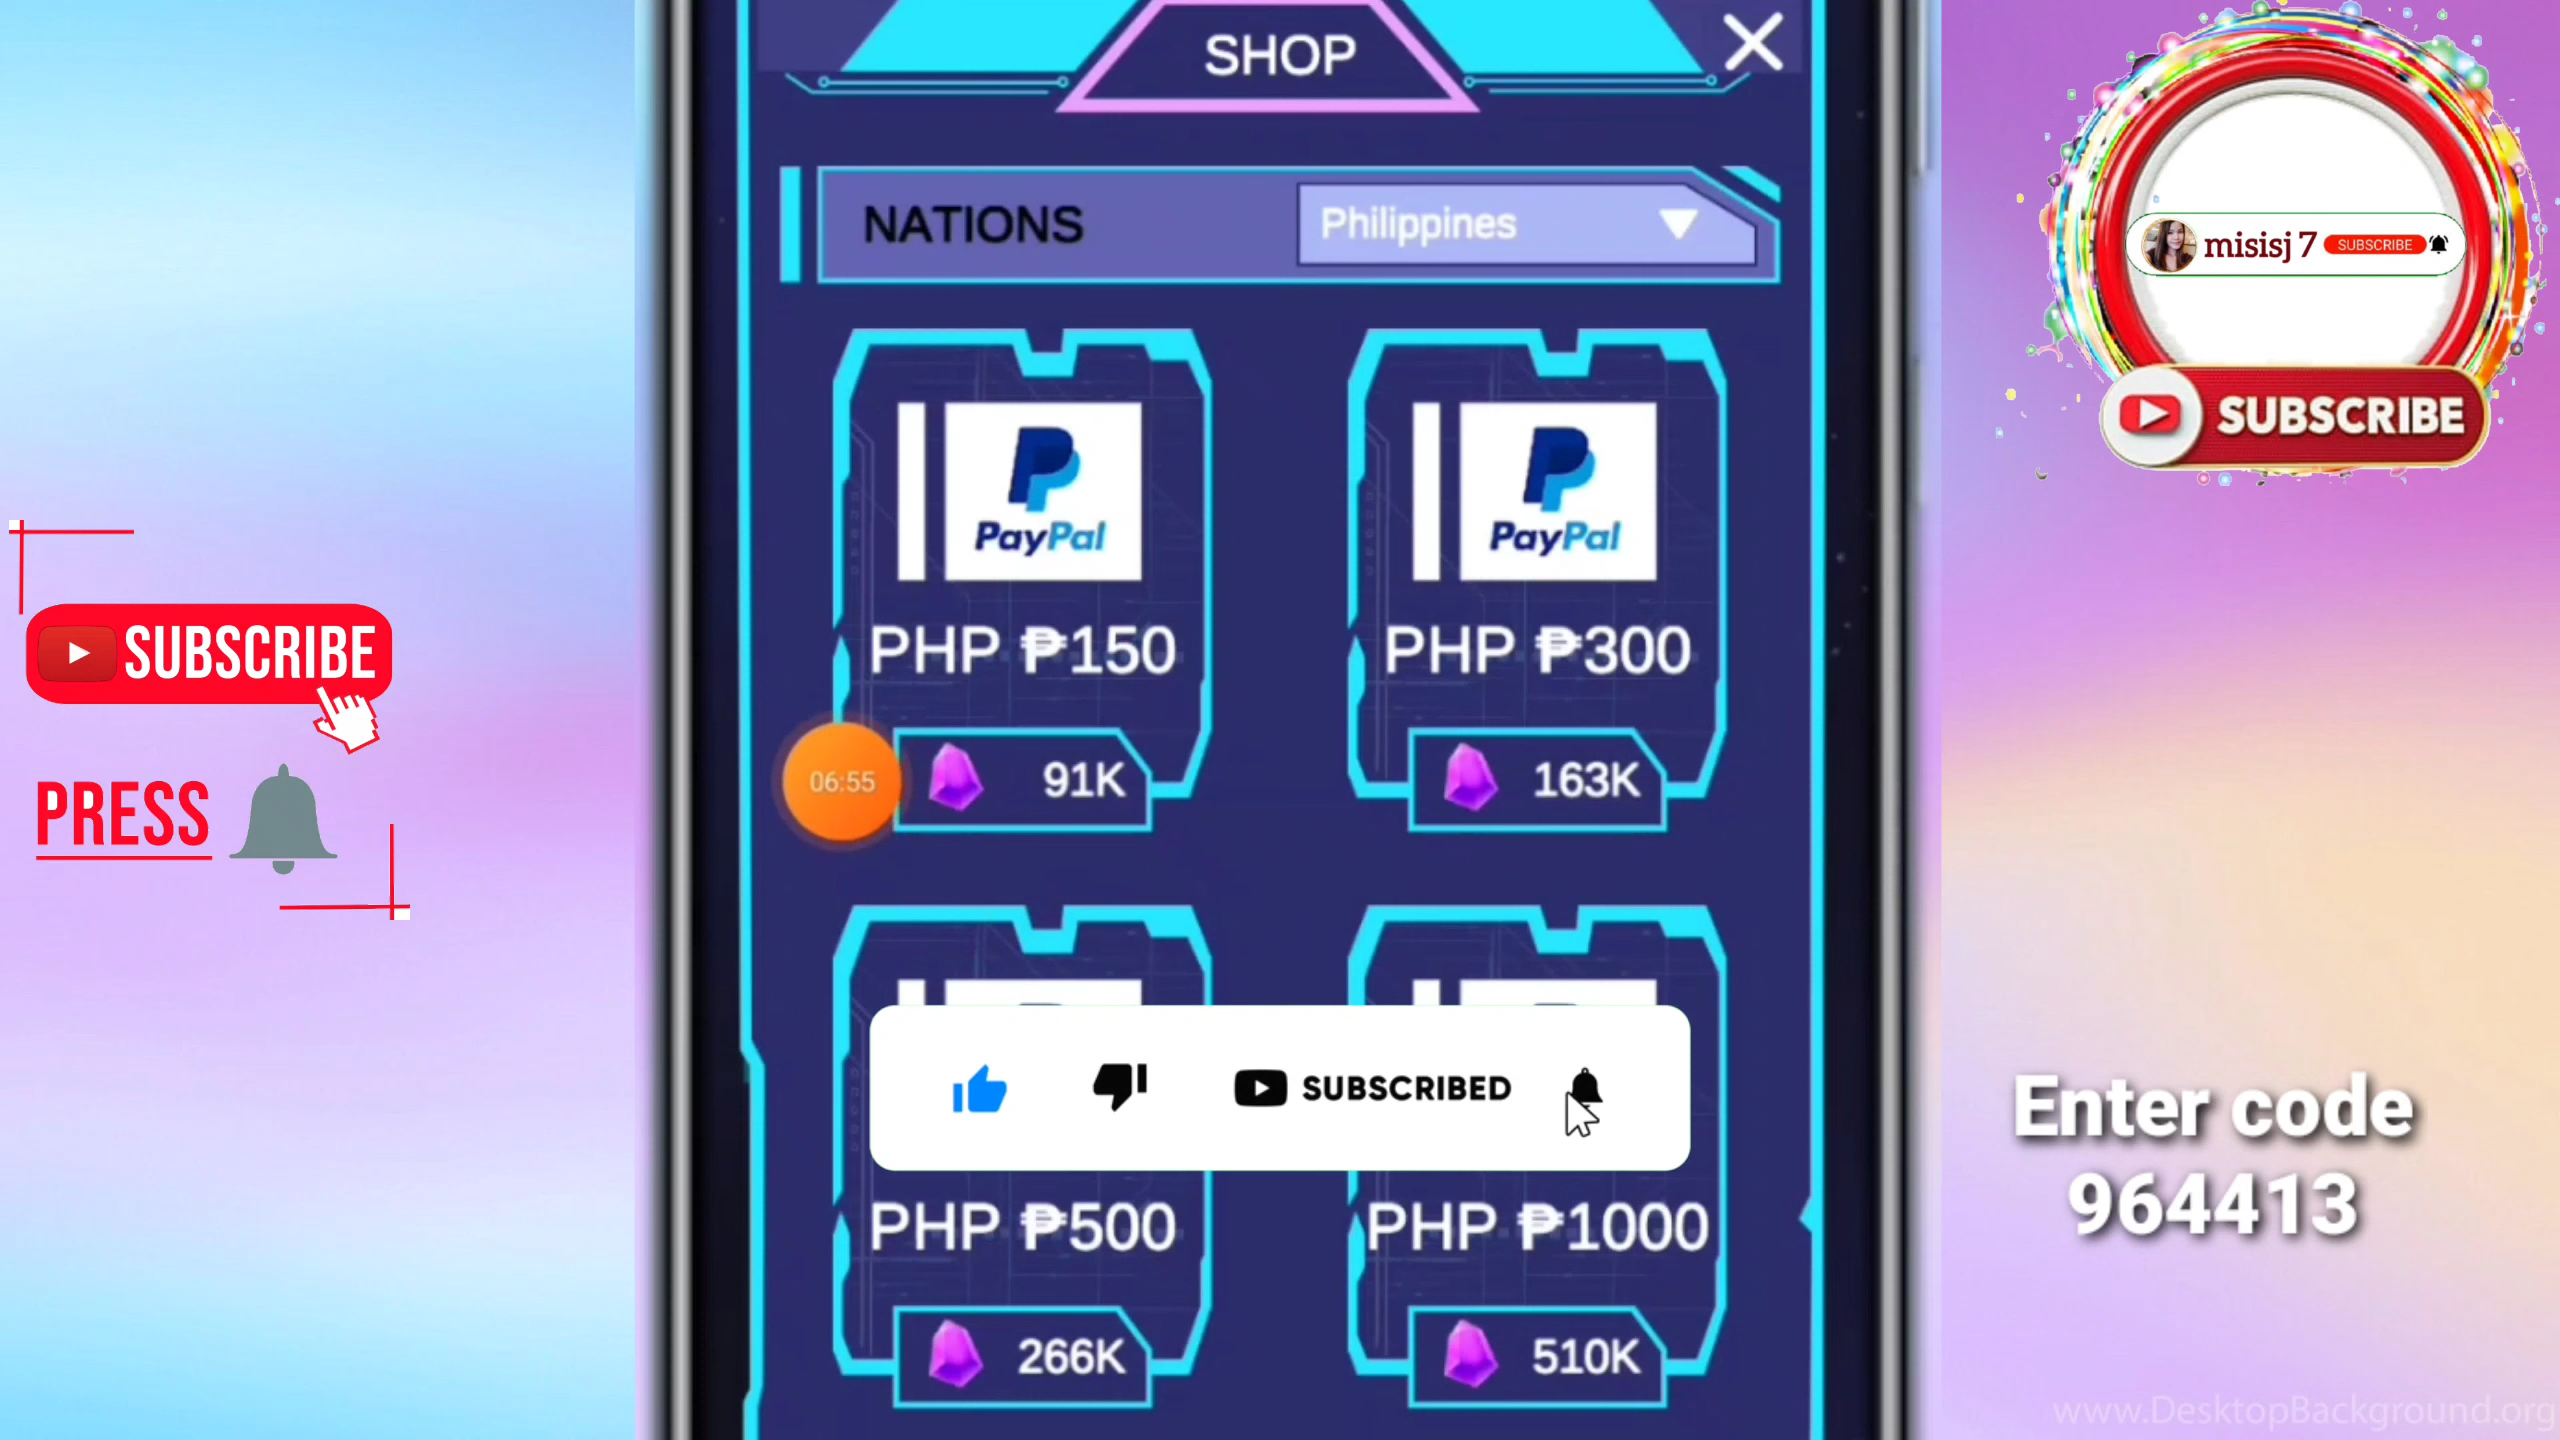 SHOP
NATIONS
Philippines
misisj 7
SUBSCRIBE
SUBSCRIBE
PayPal
PayPal
PHP ₱150
PHP ₱300
SUBSCRIBE
06:55
91K
163K
PRESS
SUBSCRIBED
Enter code
964413
PHP ₱500
PHP ₱1000
266K
510K
www.DesktopBackground.org